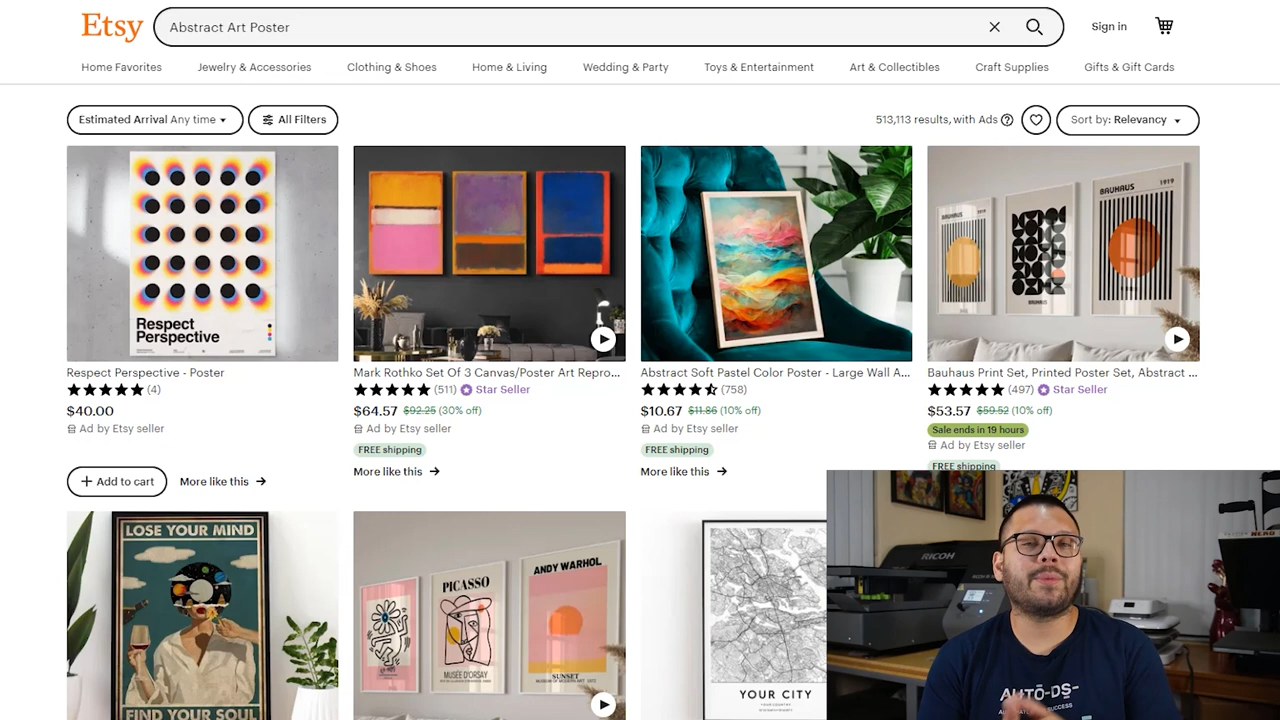 Etsy
Abstract Art Poster
Sign in
Home Favorites
Jewelry & Accessories
Clothing & Shoes
Home & Living
Wedding & Party
Toys & Entertainment
Art & Collectibles
Craft Supplies
Gifts & Gift Cards
Estimated Arrival Any time
All Filters
513,113 results, with Ads
Sort by: Relevancy
Respect
Perspective
BAUHAUS 1919
BAUHAUS
BAUHAUS 1919
Respect Perspective - Poster
(4)
$40.00
Ad by Etsy seller
Add to cart
More like this
Mark Rothko Set Of 3 Canvas/Poster Art Repro...
(511) Star Seller
$64.57 $92.25 (30% off)
Ad by Etsy seller
FREE shipping
More like this
Abstract Soft Pastel Color Poster - Large Wall A...
(758)
$10.67 $11.86 (10% off)
Ad by Etsy seller
FREE shipping
More like this
Bauhaus Print Set, Printed Poster Set, Abstract ...
(497) Star Seller
$53.57 $59.52 (10% off)
Sale ends in 19 hours
Ad by Etsy seller
FREE shipping
LOSE YOUR MIND
FIND YOUR SOUL
PICASSO
MUSÉE D'ORSAY
ANDY WARHOL
SUNSET
YOUR CITY
RICOH
AUTO-DS-